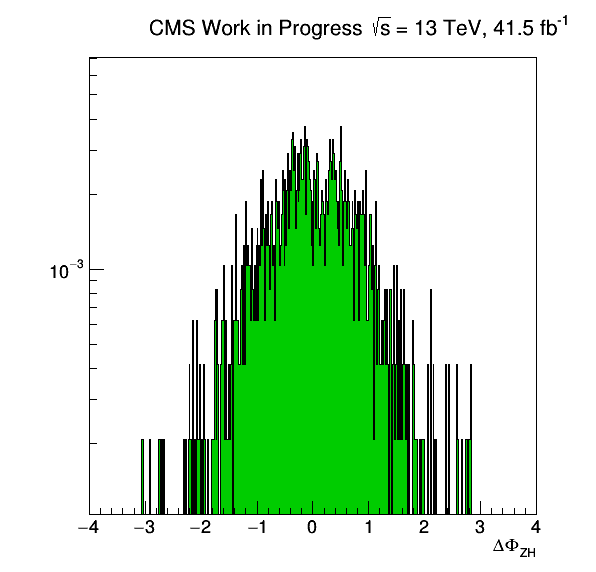 CMS Work in Progress √s = 13 TeV, 41.5 fb⁻¹
10⁻³
−4 −3 −2 −1 0 1 2 3 4
ΔΦ_ZH